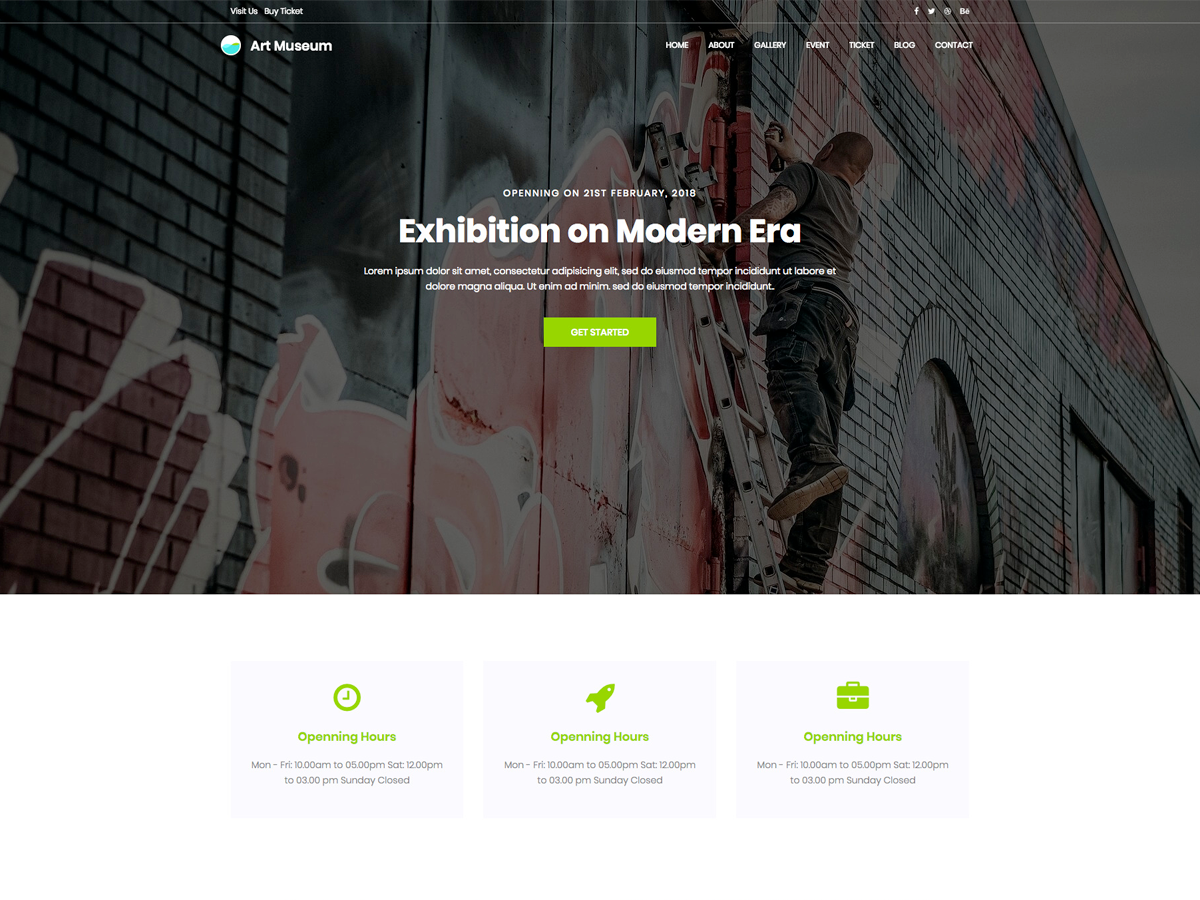 Visit Us Buy Ticket
Bē
Art Museum
HOME ABOUT GALLERY EVENT TICKET BLOG CONTACT
OPENNING ON 21ST FEBRUARY, 2018
Exhibition on Modern Era
Lorem ipsum dolor sit amet, consectetur adipisicing elit, sed do eiusmod tempor incididunt ut labore et
dolore magna aliqua. Ut enim ad minim. sed do eiusmod tempor incididunt..
GET STARTED
Openning Hours
Mon - Fri: 10.00am to 05.00pm Sat: 12.00pm
to 03.00 pm Sunday Closed
Openning Hours
Mon - Fri: 10.00am to 05.00pm Sat: 12.00pm
to 03.00 pm Sunday Closed
Openning Hours
Mon - Fri: 10.00am to 05.00pm Sat: 12.00pm
to 03.00 pm Sunday Closed